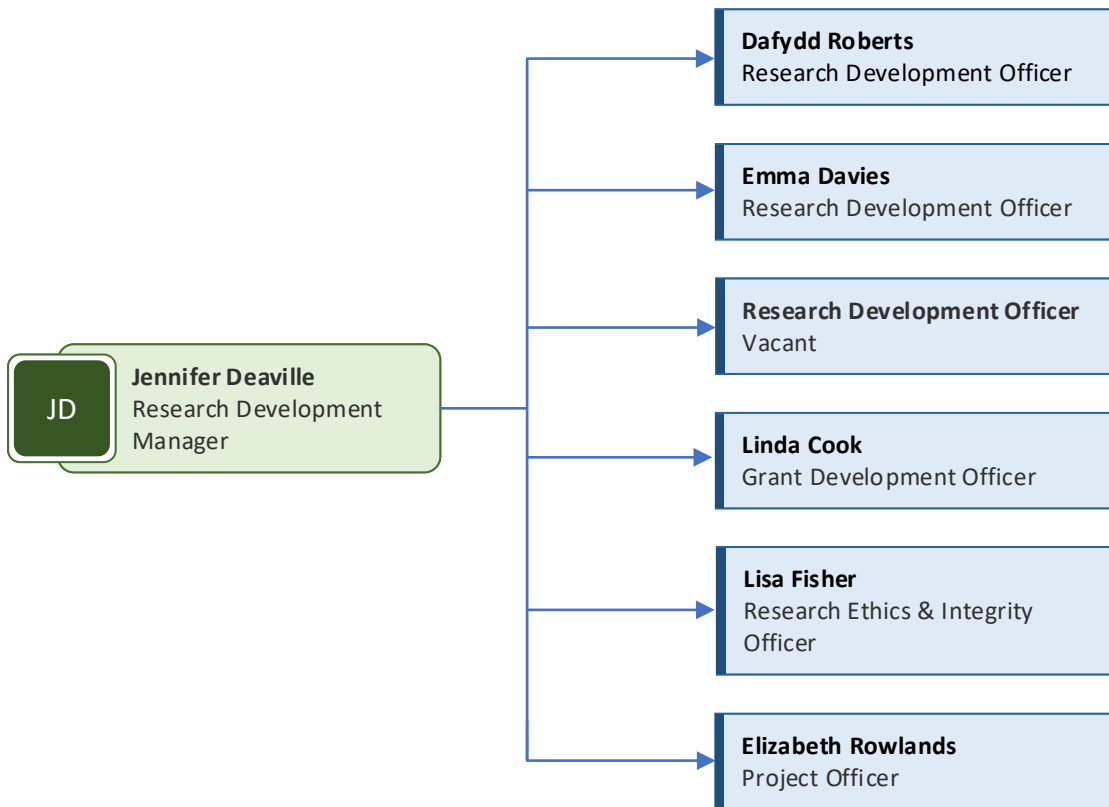 Dafydd Roberts
Research Development Officer
Emma Davies
Research Development Officer
Research Development Officer
Vacant
JD
Jennifer Deaville
Research Development
Manager
Linda Cook
Grant Development Officer
Lisa Fisher
Research Ethics & Integrity
Officer
Elizabeth Rowlands
Project Officer